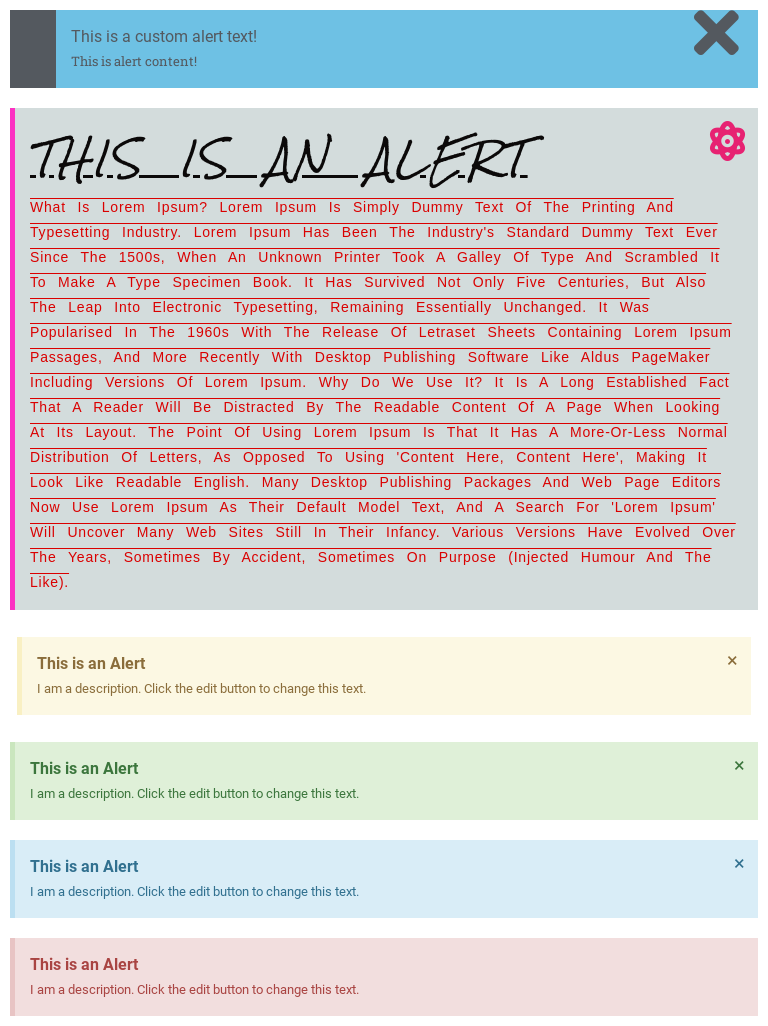 This is a custom alert text!
This is alert content!
THIS IS AN ALERT
What Is Lorem Ipsum? Lorem Ipsum Is Simply Dummy Text Of The Printing And
Typesetting Industry. Lorem Ipsum Has Been The Industry's Standard Dummy Text Ever
Since The 1500s, When An Unknown Printer Took A Galley Of Type And Scrambled It
To Make A Type Specimen Book. It Has Survived Not Only Five Centuries, But Also
The Leap Into Electronic Typesetting, Remaining Essentially Unchanged. It Was
Popularised In The 1960s With The Release Of Letraset Sheets Containing Lorem Ipsum
Passages, And More Recently With Desktop Publishing Software Like Aldus PageMaker
Including Versions Of Lorem Ipsum. Why Do We Use It? It Is A Long Established Fact
That A Reader Will Be Distracted By The Readable Content Of A Page When Looking
At Its Layout. The Point Of Using Lorem Ipsum Is That It Has A More-Or-Less Normal
Distribution Of Letters, As Opposed To Using 'Content Here, Content Here', Making It
Look Like Readable English. Many Desktop Publishing Packages And Web Page Editors
Now Use Lorem Ipsum As Their Default Model Text, And A Search For 'Lorem Ipsum'
Will Uncover Many Web Sites Still In Their Infancy. Various Versions Have Evolved Over
The Years, Sometimes By Accident, Sometimes On Purpose (Injected Humour And The
Like).
This is an Alert
×
I am a description. Click the edit button to change this text.
This is an Alert
×
I am a description. Click the edit button to change this text.
This is an Alert
×
I am a description. Click the edit button to change this text.
This is an Alert
I am a description. Click the edit button to change this text.